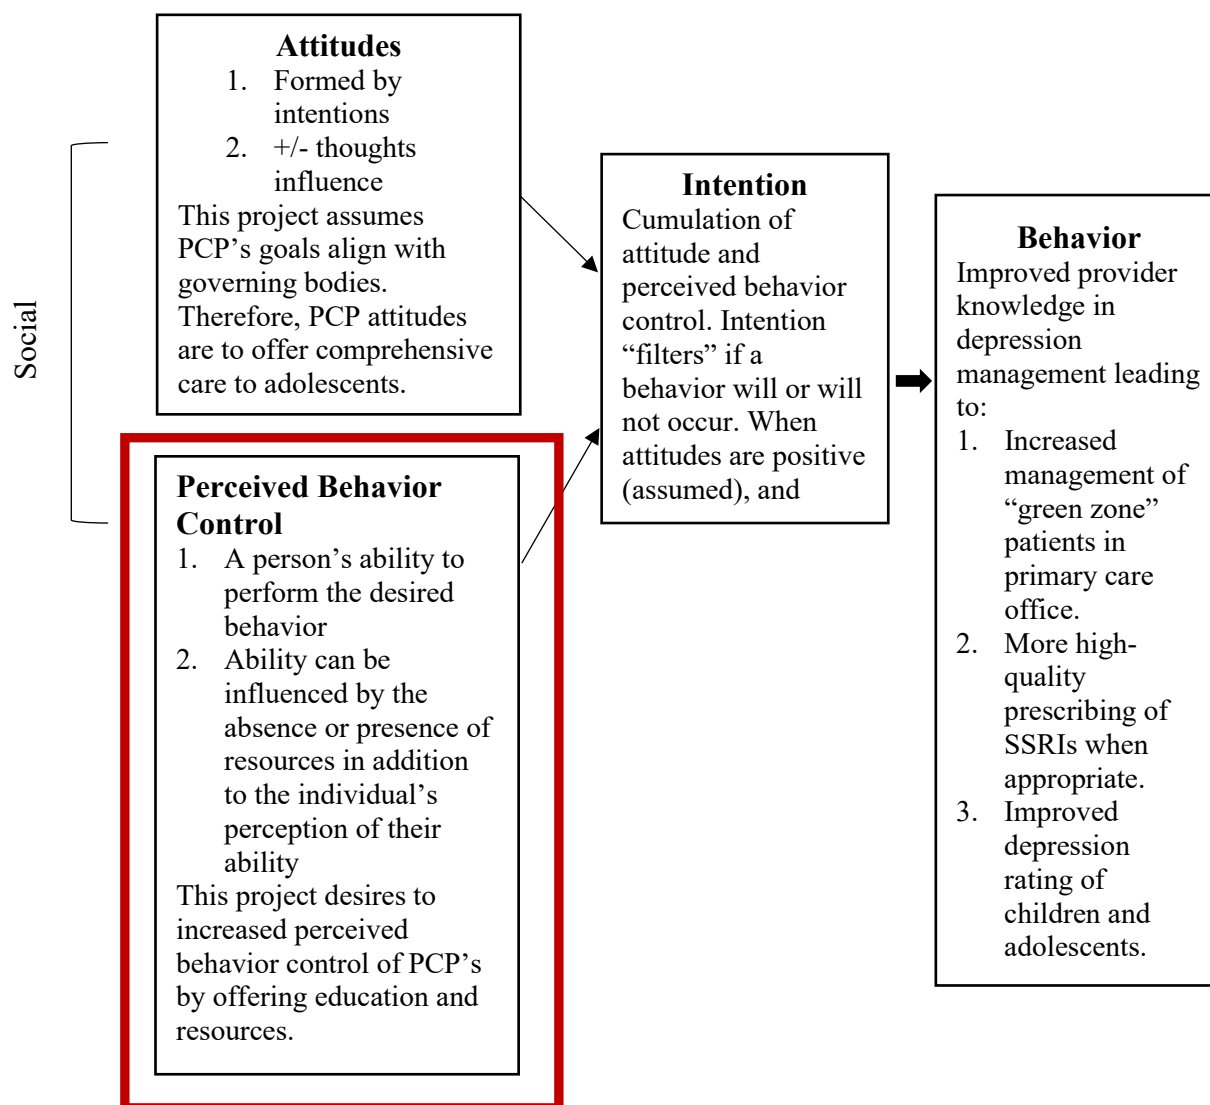 Social
Attitudes
1. Formed by
intentions
2. +/- thoughts
influence
This project assumes
PCP’s goals align with
governing bodies.
Therefore, PCP attitudes
are to offer comprehensive
care to adolescents.
Perceived Behavior
Control
1. A person’s ability to
perform the desired
behavior
2. Ability can be
influenced by the
absence or presence of
resources in addition
to the individual’s
perception of their
ability
This project desires to
increased perceived
behavior control of PCP’s
by offering education and
resources.
Intention
Cumulation of
attitude and
perceived behavior
control. Intention
“filters” if a
behavior will or will
not occur. When
attitudes are positive
(assumed), and
Behavior
Improved provider
knowledge in
depression
management leading
to:
1. Increased
management of
“green zone”
patients in
primary care
office.
2. More high-
quality
prescribing of
SSRIs when
appropriate.
3. Improved
depression
rating of
children and
adolescents.